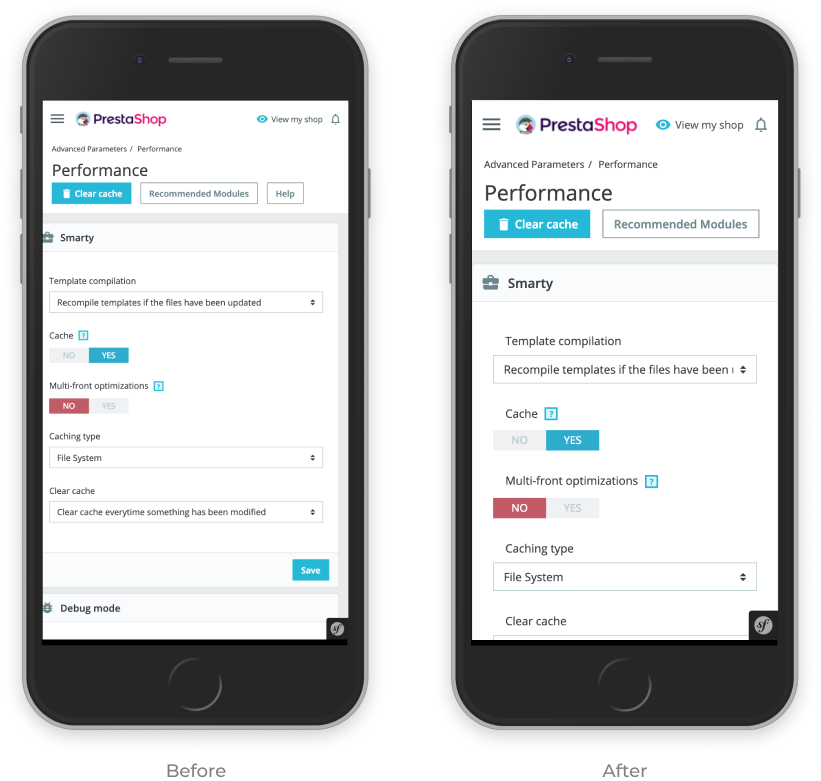 PrestaShop
View my shop
Advanced Parameters / Performance
Performance
Clear cache
Recommended Modules
Help
Smarty
Template compilation
Recompile templates if the files have been updated
Cache ?
NO YES
Multi-front optimizations ?
NO YES
Caching type
File System
Clear cache
Clear cache everytime something has been modified
Save
Debug mode
sf
Before
PrestaShop
View my shop
Advanced Parameters / Performance
Performance
Clear cache
Recommended Modules
Smarty
Template compilation
Recompile templates if the files have been
Cache ?
NO YES
Multi-front optimizations ?
NO YES
Caching type
File System
Clear cache
sf
After